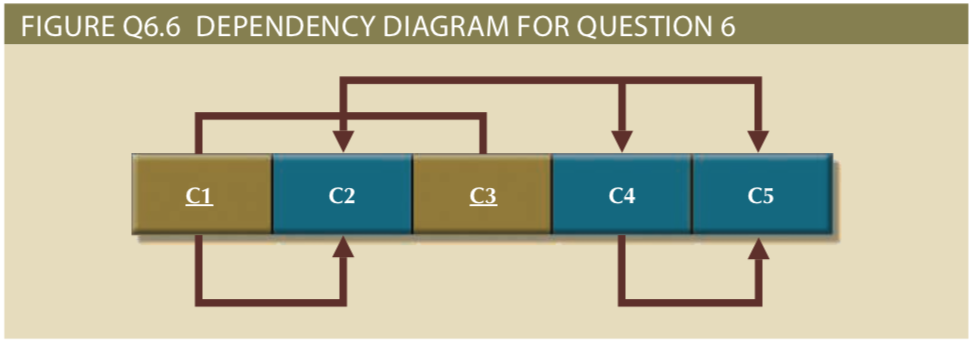 FIGURE Q6.6 DEPENDENCY DIAGRAM FOR QUESTION 6
C1 C2 C3 C4 C5